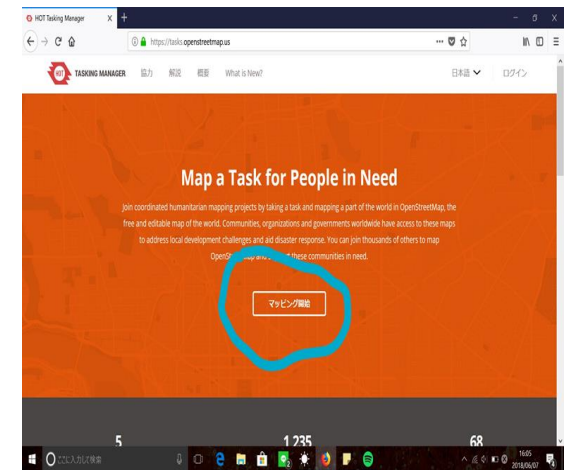 HOT Tasking Manager
https://tasks.openstreetmap.us
HOT TASKING MANAGER 協力 解説 概要 What is New? 日本語 ログイン
Map a Task for People in Need
Join coordinated humanitarian mapping projects by taking a task and mapping a part of the world in OpenStreetMap, the
free and editable map of the world. Communities, organizations and governments worldwide have access to these maps
to address local development challenges and aid disaster response. You can join thousands of others to map
these communities in need.
マッピング開始
5 1,235 68
ここに入力して検索
16:05
2018/06/07